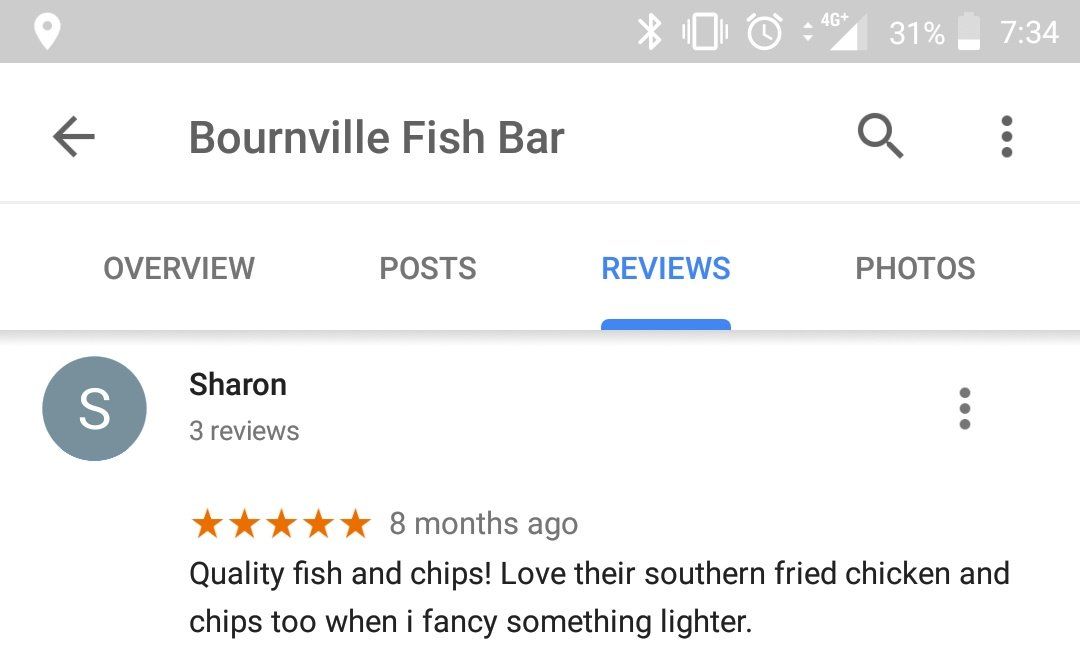 4G+ 31% 7:34
Bournville Fish Bar
OVERVIEW POSTS REVIEWS PHOTOS
S
Sharon
3 reviews
8 months ago
Quality fish and chips! Love their southern fried chicken and
chips too when i fancy something lighter.